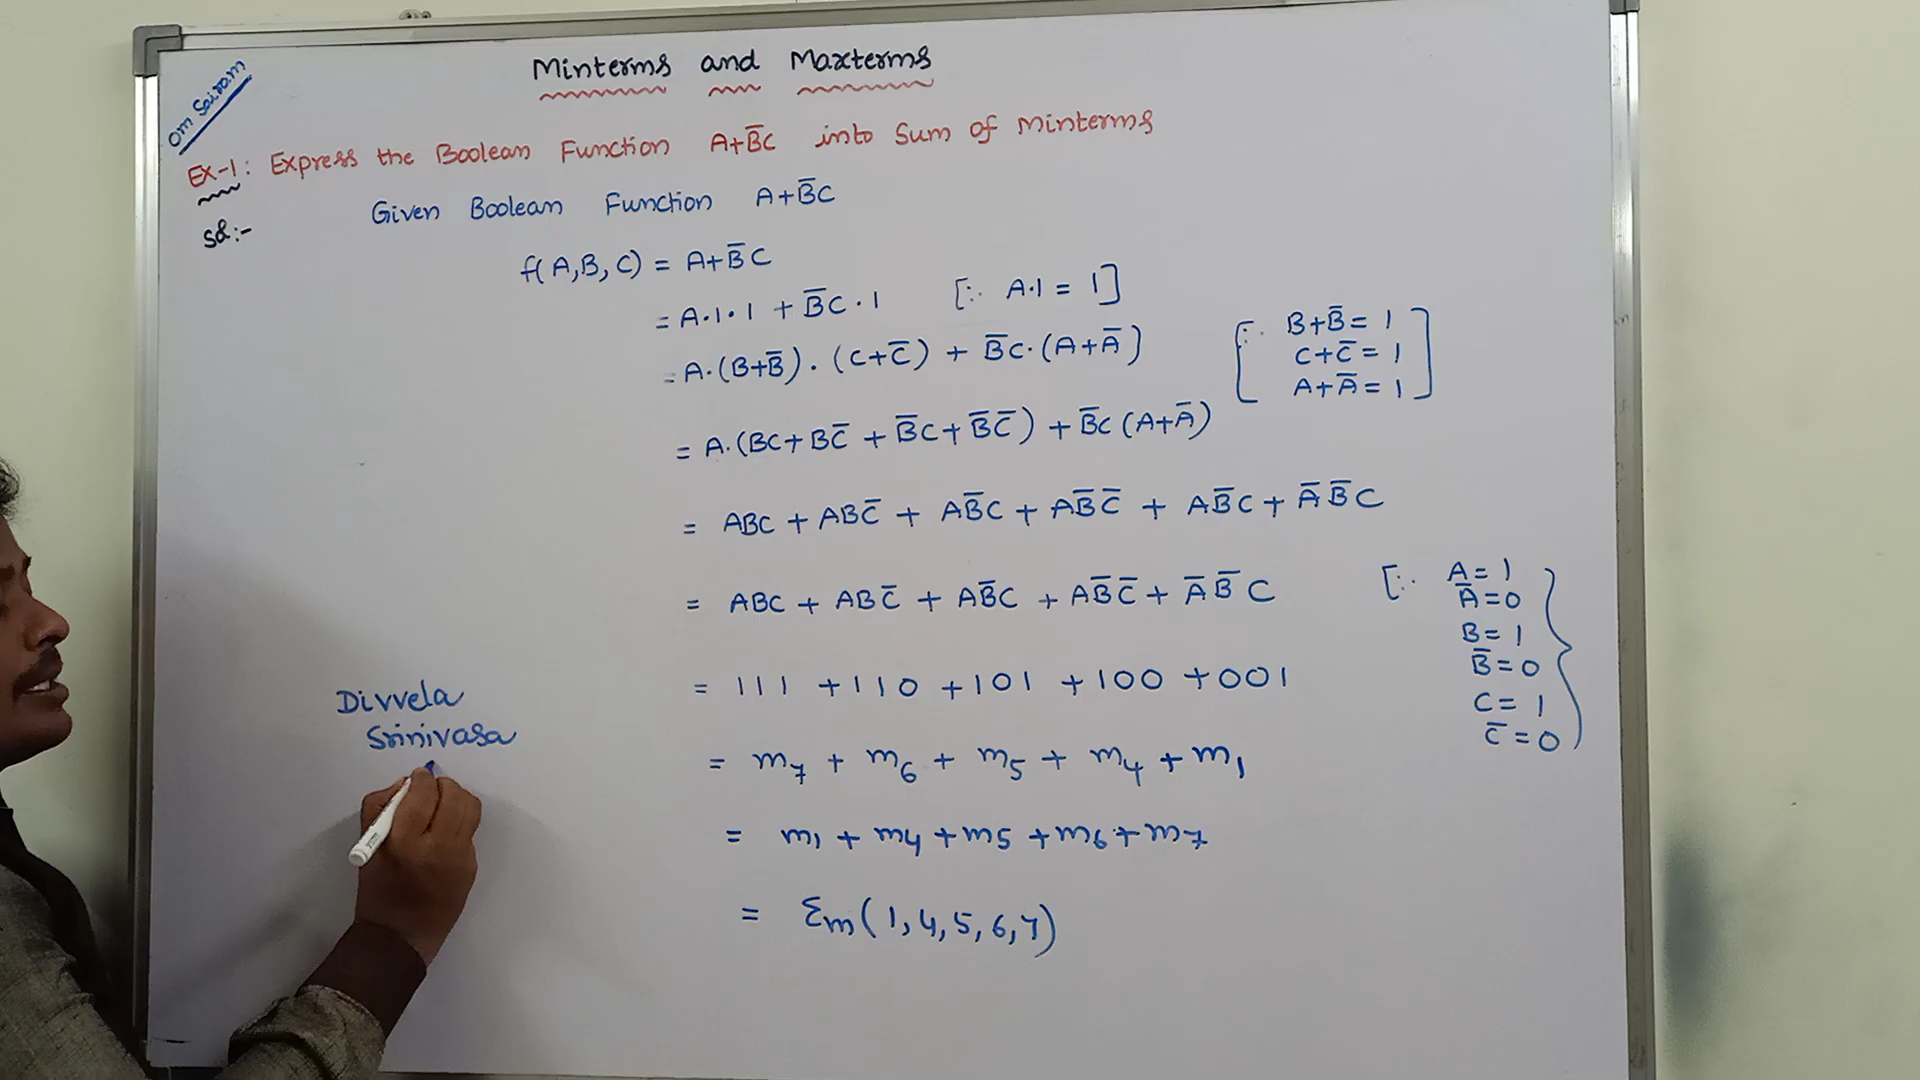 Om Sairam
Minterms and Maxterms
Ex-1: Express the Boolean Function A+B̅C into Sum of Minterms
Sol:- Given Boolean Function A+B̅C
f(A,B,C) = A+B̅C
= A·1·1 + B̅C·1 [∵ A·1 = 1]
= A·(B+B̅)·(C+C̅) + B̅C·(A+A̅) [∵ B+B̅=1
C+C̅=1
A+A̅=1]
= A·(BC+BC̅+B̅C+B̅C̅) + B̅C(A+A̅)
= ABC + ABC̅ + AB̅C + AB̅C̅ + AB̅C + A̅B̅C
= ABC + ABC̅ + AB̅C + AB̅C̅ + A̅B̅C [∵ A=1
A̅=0
B=1
B̅=0
C=1
C̅=0}
= 111 + 110 + 101 + 100 + 001
= m7 + m6 + m5 + m4 + m1
= m1 + m4 + m5 + m6 + m7
= Σm(1,4,5,6,7)
Divvela
Srinivasa